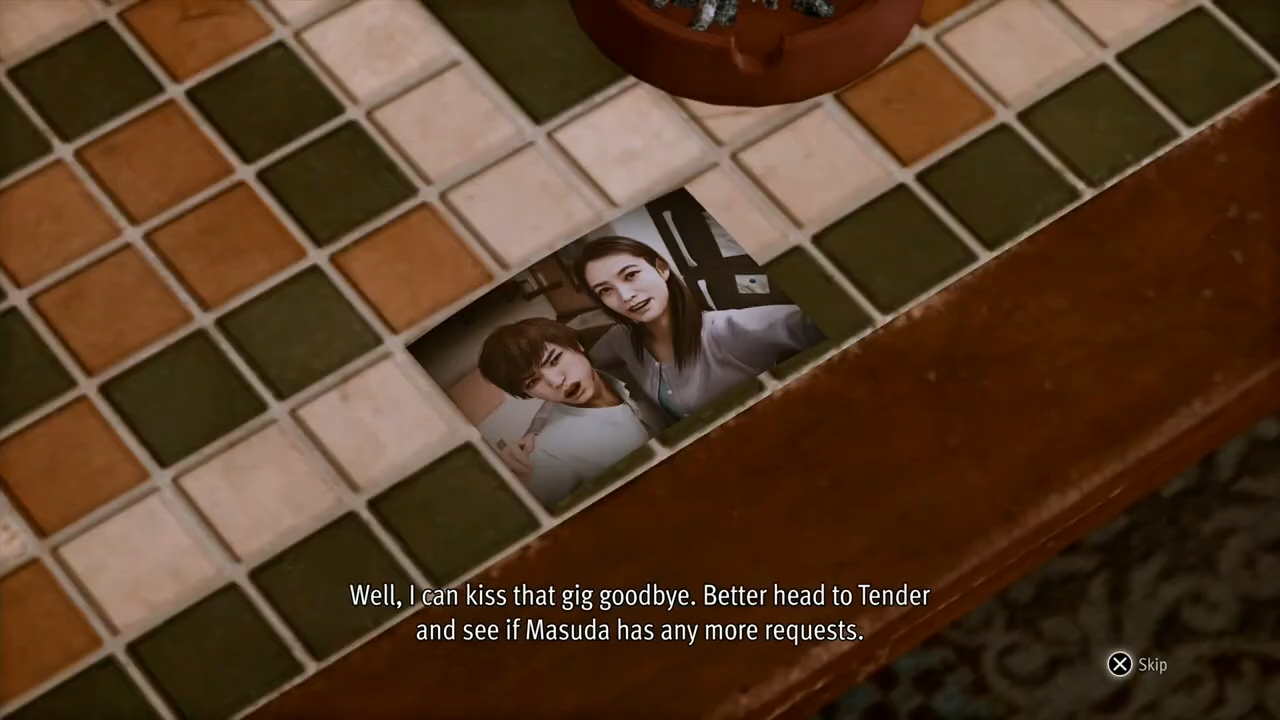 Well, I can kiss that gig goodbye. Better head to Tender
and see if Masuda has any more requests.
Skip